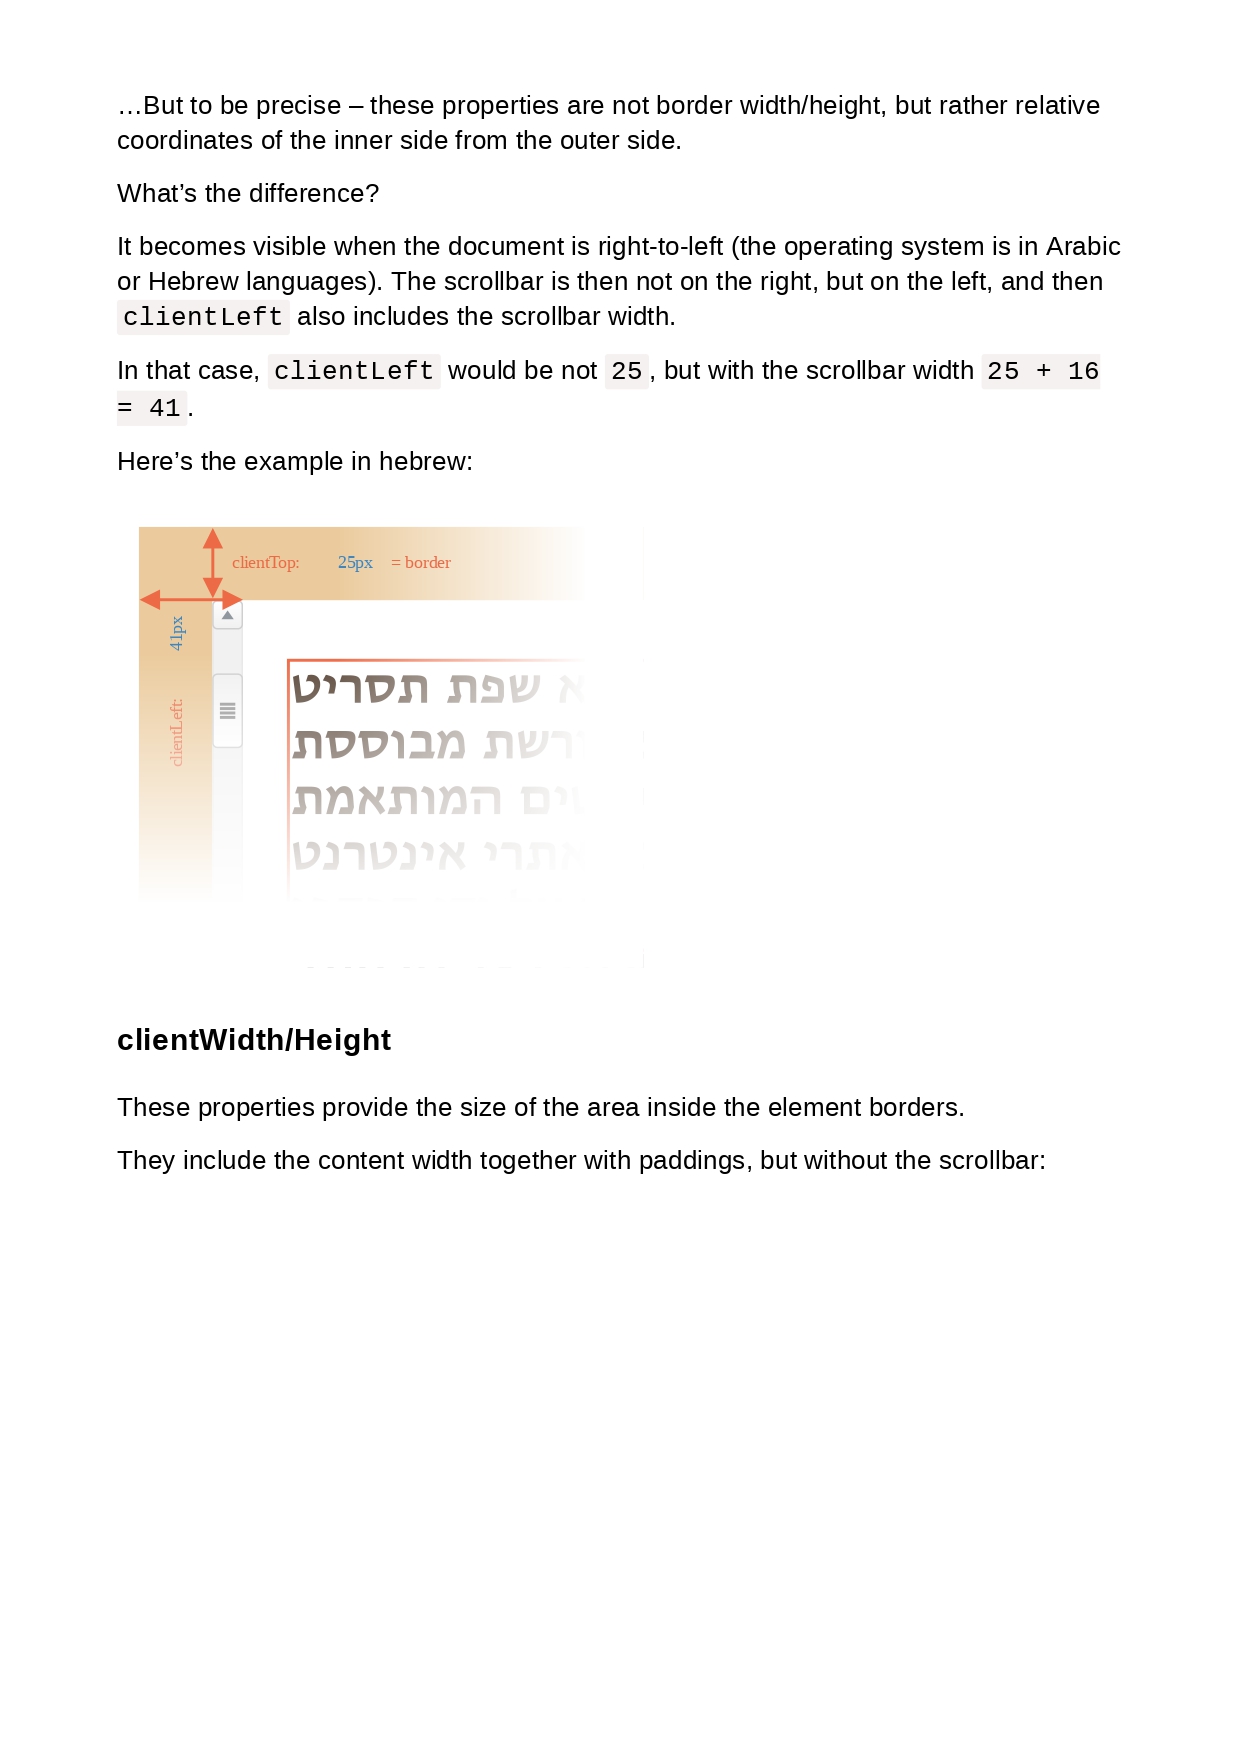 …But to be precise – these properties are not border width/height, but rather relative
coordinates of the inner side from the outer side.
What’s the difference?
It becomes visible when the document is right-to-left (the operating system is in Arabic
or Hebrew languages). The scrollbar is then not on the right, but on the left, and then
clientLeft also includes the scrollbar width.
In that case, clientLeft would be not 25, but with the scrollbar width 25 + 16
= 41.
Here’s the example in hebrew:
clientTop: 25px = border
41px
clientLeft:
שפת תסריט
מבוססת
המותאמת
אינטרנט
clientWidth/Height
These properties provide the size of the area inside the element borders.
They include the content width together with paddings, but without the scrollbar: